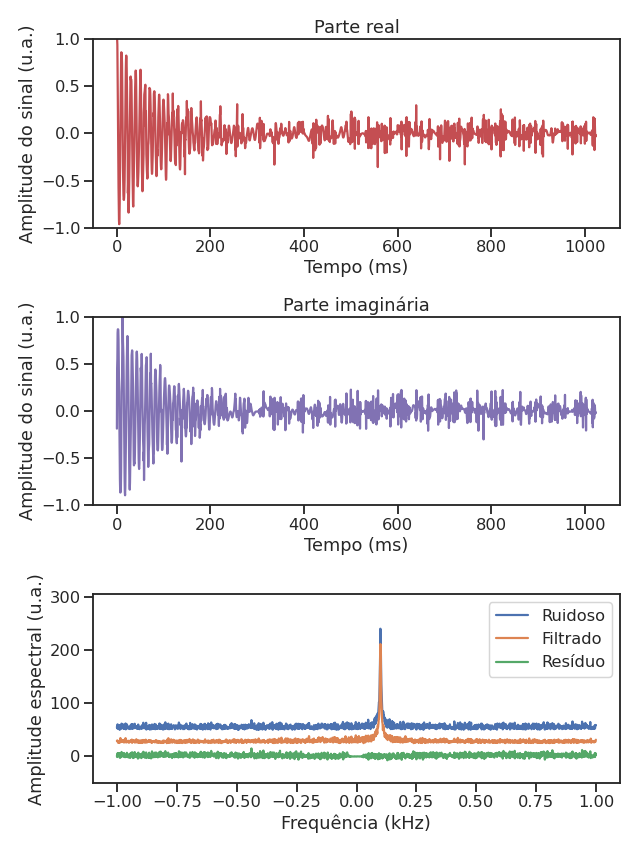 Parte real
Amplitude do sinal (u.a.)
1.0
0.5
0.0
−0.5
−1.0
0 200 400 600 800 1000
Tempo (ms)
Parte imaginária
Amplitude do sinal (u.a.)
1.0
0.5
0.0
−0.5
−1.0
0 200 400 600 800 1000
Tempo (ms)
Amplitude espectral (u.a.)
300
200
100
0
Ruidoso
Filtrado
Resíduo
−1.00 −0.75 −0.50 −0.25 0.00 0.25 0.50 0.75 1.00
Frequência (kHz)